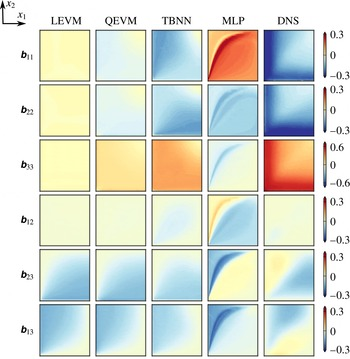 x₂
x₁
LEVM QEVM TBNN MLP DNS
b₁₁ 0.3 0 −0.3
b₂₂ 0.3 0 −0.3
b₃₃ 0.6 0 −0.6
b₁₂ 0.3 0 −0.3
b₂₃ 0.3 0 −0.3
b₁₃ 0.3 0 −0.3